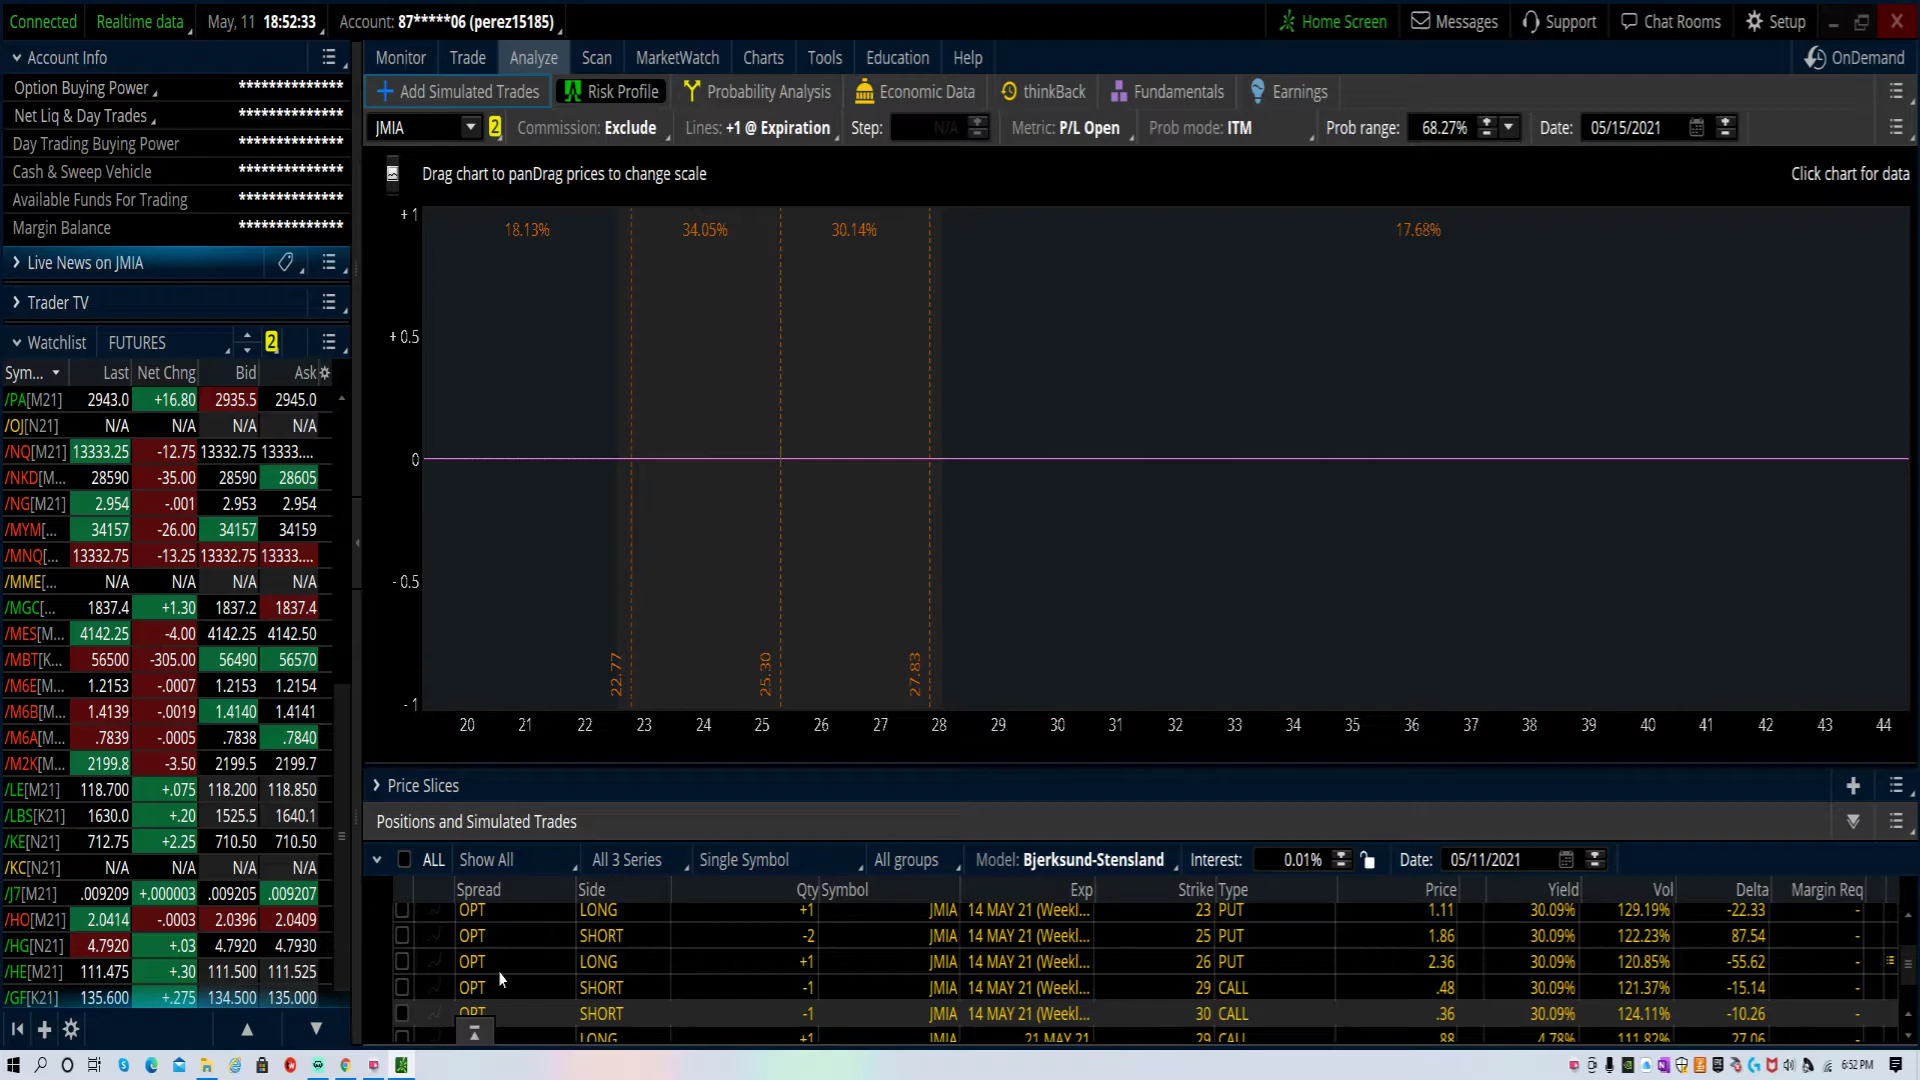 Connected Realtime data May, 11 18:52:33 Account: 87*****06 (perez15185) Home Screen Messages Support Chat Rooms Setup
Account Info
Option Buying Power **************
Net Liq & Day Trades **************
Day Trading Buying Power **************
Cash & Sweep Vehicle **************
Available Funds For Trading **************
Margin Balance **************
Live News on JMIA
Trader TV
Watchlist FUTURES 2
Sym... Last Net Chng Bid Ask
/PA[M21] 2943.0 +16.80 2935.5 2945.0
/OJ[N21] N/A N/A N/A N/A
/NQ[M21] 13333.25 -12.75 13332.75 13333....
/NKD[M... 28590 -35.00 28590 28605
/NG[M21] 2.954 -.001 2.953 2.954
/MYM[... 34157 -26.00 34157 34159
/MNQ[... 13332.75 -13.25 13332.75 13333....
/MME[... N/A N/A N/A N/A
/MGC[... 1837.4 +1.30 1837.2 1837.4
/MES[M... 4142.25 -4.00 4142.25 4142.50
/MBT[K... 56500 -305.00 56490 56570
/M6E[M... 1.2153 -.0007 1.2153 1.2154
/M6B[M... 1.4139 -.0019 1.4140 1.4141
/M6A[M... .7839 -.0005 .7838 .7840
/M2K[M... 2199.8 -3.50 2199.5 2199.7
/LE[M21] 118.700 +.075 118.200 118.850
/LBS[K21] 1630.0 +.20 1525.5 1640.1
/KE[N21] 712.75 +2.25 710.50 710.50
/KC[N21] N/A N/A N/A N/A
/J7[M21] .009209 +.000003 .009205 .009207
/HO[M21] 2.0414 -.0003 2.0396 2.0409
/HG[N21] 4.7920 +.03 4.7920 4.7930
/HE[M21] 111.475 +.30 111.500 111.525
/GF[K21] 135.600 +.275 134.500 135.000
Monitor Trade Analyze Scan MarketWatch Charts Tools Education Help OnDemand
Add Simulated Trades Risk Profile Probability Analysis Economic Data thinkBack Fundamentals Earnings
JMIA 2 Commission: Exclude Lines: +1 @ Expiration Step: N/A Metric: P/L Open Prob mode: ITM Prob range: 68.27% Date: 05/15/2021
Drag chart to panDrag prices to change scale Click chart for data
+1
18.13% 34.05% 30.14% 17.68%
+0.5
0
-0.5
22.77 25.30 27.83
-1
20 21 22 23 24 25 26 27 28 29 30 31 32 33 34 35 36 37 38 39 40 41 42 43 44
Price Slices
Positions and Simulated Trades
ALL Show All All 3 Series Single Symbol All groups Model: Bjerksund-Stensland Interest: 0.01% Date: 05/11/2021
Spread Side Qty Symbol Exp Strike Type Price Yield Vol Delta Margin Req
OPT LONG +1 JMIA 14 MAY 21 (Weekl... 23 PUT 1.11 30.09% 129.19% -22.33 -
OPT SHORT -2 JMIA 14 MAY 21 (Weekl... 25 PUT 1.86 30.09% 122.23% 87.54 -
OPT LONG +1 JMIA 14 MAY 21 (Weekl... 26 PUT 2.36 30.09% 120.85% -55.62 -
OPT SHORT -1 JMIA 14 MAY 21 (Weekl... 29 CALL .48 30.09% 121.37% -15.14 -
OPT SHORT -1 JMIA 14 MAY 21 (Weekl... 30 CALL .36 30.09% 124.11% -10.26 -
LONG +1 JMIA 21 MAY 21 29 CALL .88 4.78% 111.82% 27.06
6:52 PM